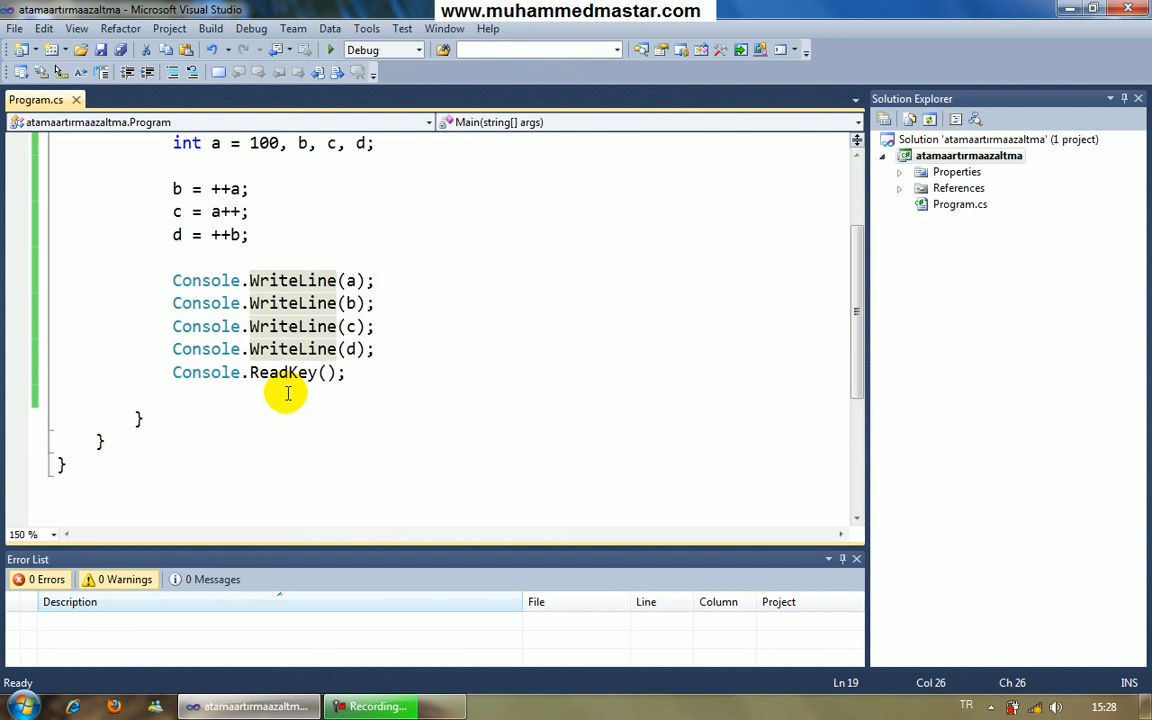 atamaartırmaazaltma - Microsoft Visual Studio
www.muhammedmastar.com
File Edit View Refactor Project Build Debug Team Data Tools Test Window Help
Debug
Program.cs
atamaartırmaazaltma.Program
Main(string[] args)
int a = 100, b, c, d;
b = ++a;
c = a++;
d = ++b;
Console.WriteLine(a);
Console.WriteLine(b);
Console.WriteLine(c);
Console.WriteLine(d);
Console.ReadKey();
}
}
}
150 %
Solution Explorer
Solution 'atamaartırmaazaltma' (1 project)
atamaartırmaazaltma
Properties
References
Program.cs
Error List
0 Errors 0 Warnings 0 Messages
Description File Line Column Project
Ready Ln 19 Col 26 Ch 26 INS
atamaartırmaazaltm... Recording... TR 15:28